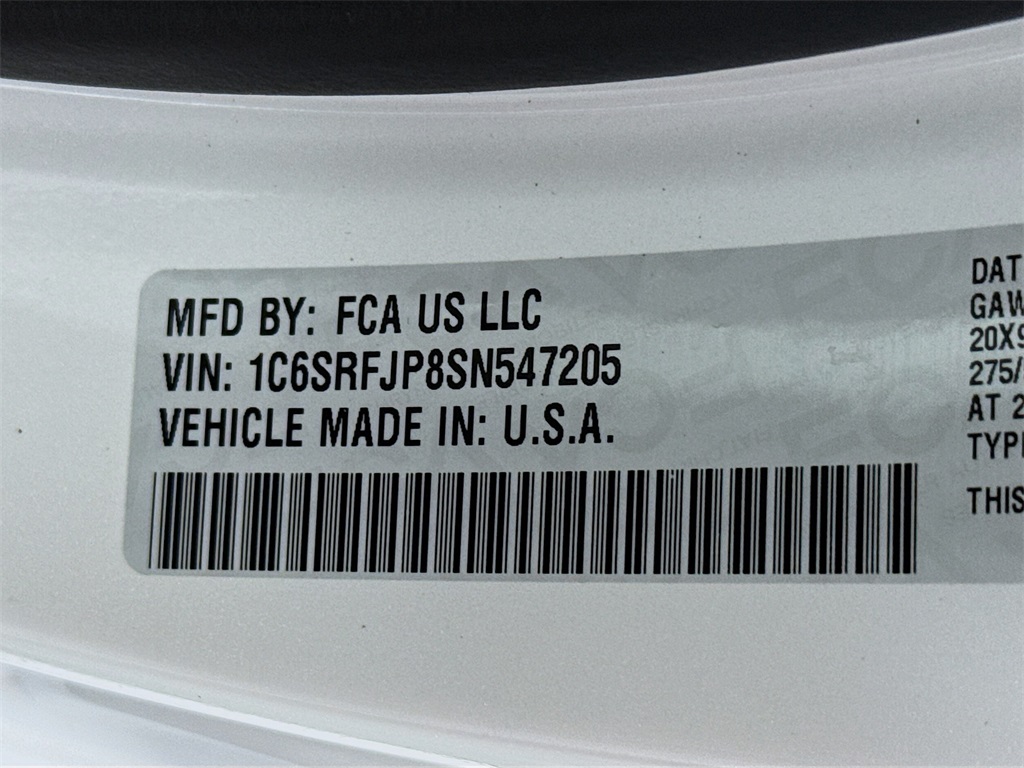 MFD BY: FCA US LLC
VIN: 1C6SRFJP8SN547205
VEHICLE MADE IN: U.S.A.
DAT
GAW
20X9
275/
AT 2
TYPE
THIS